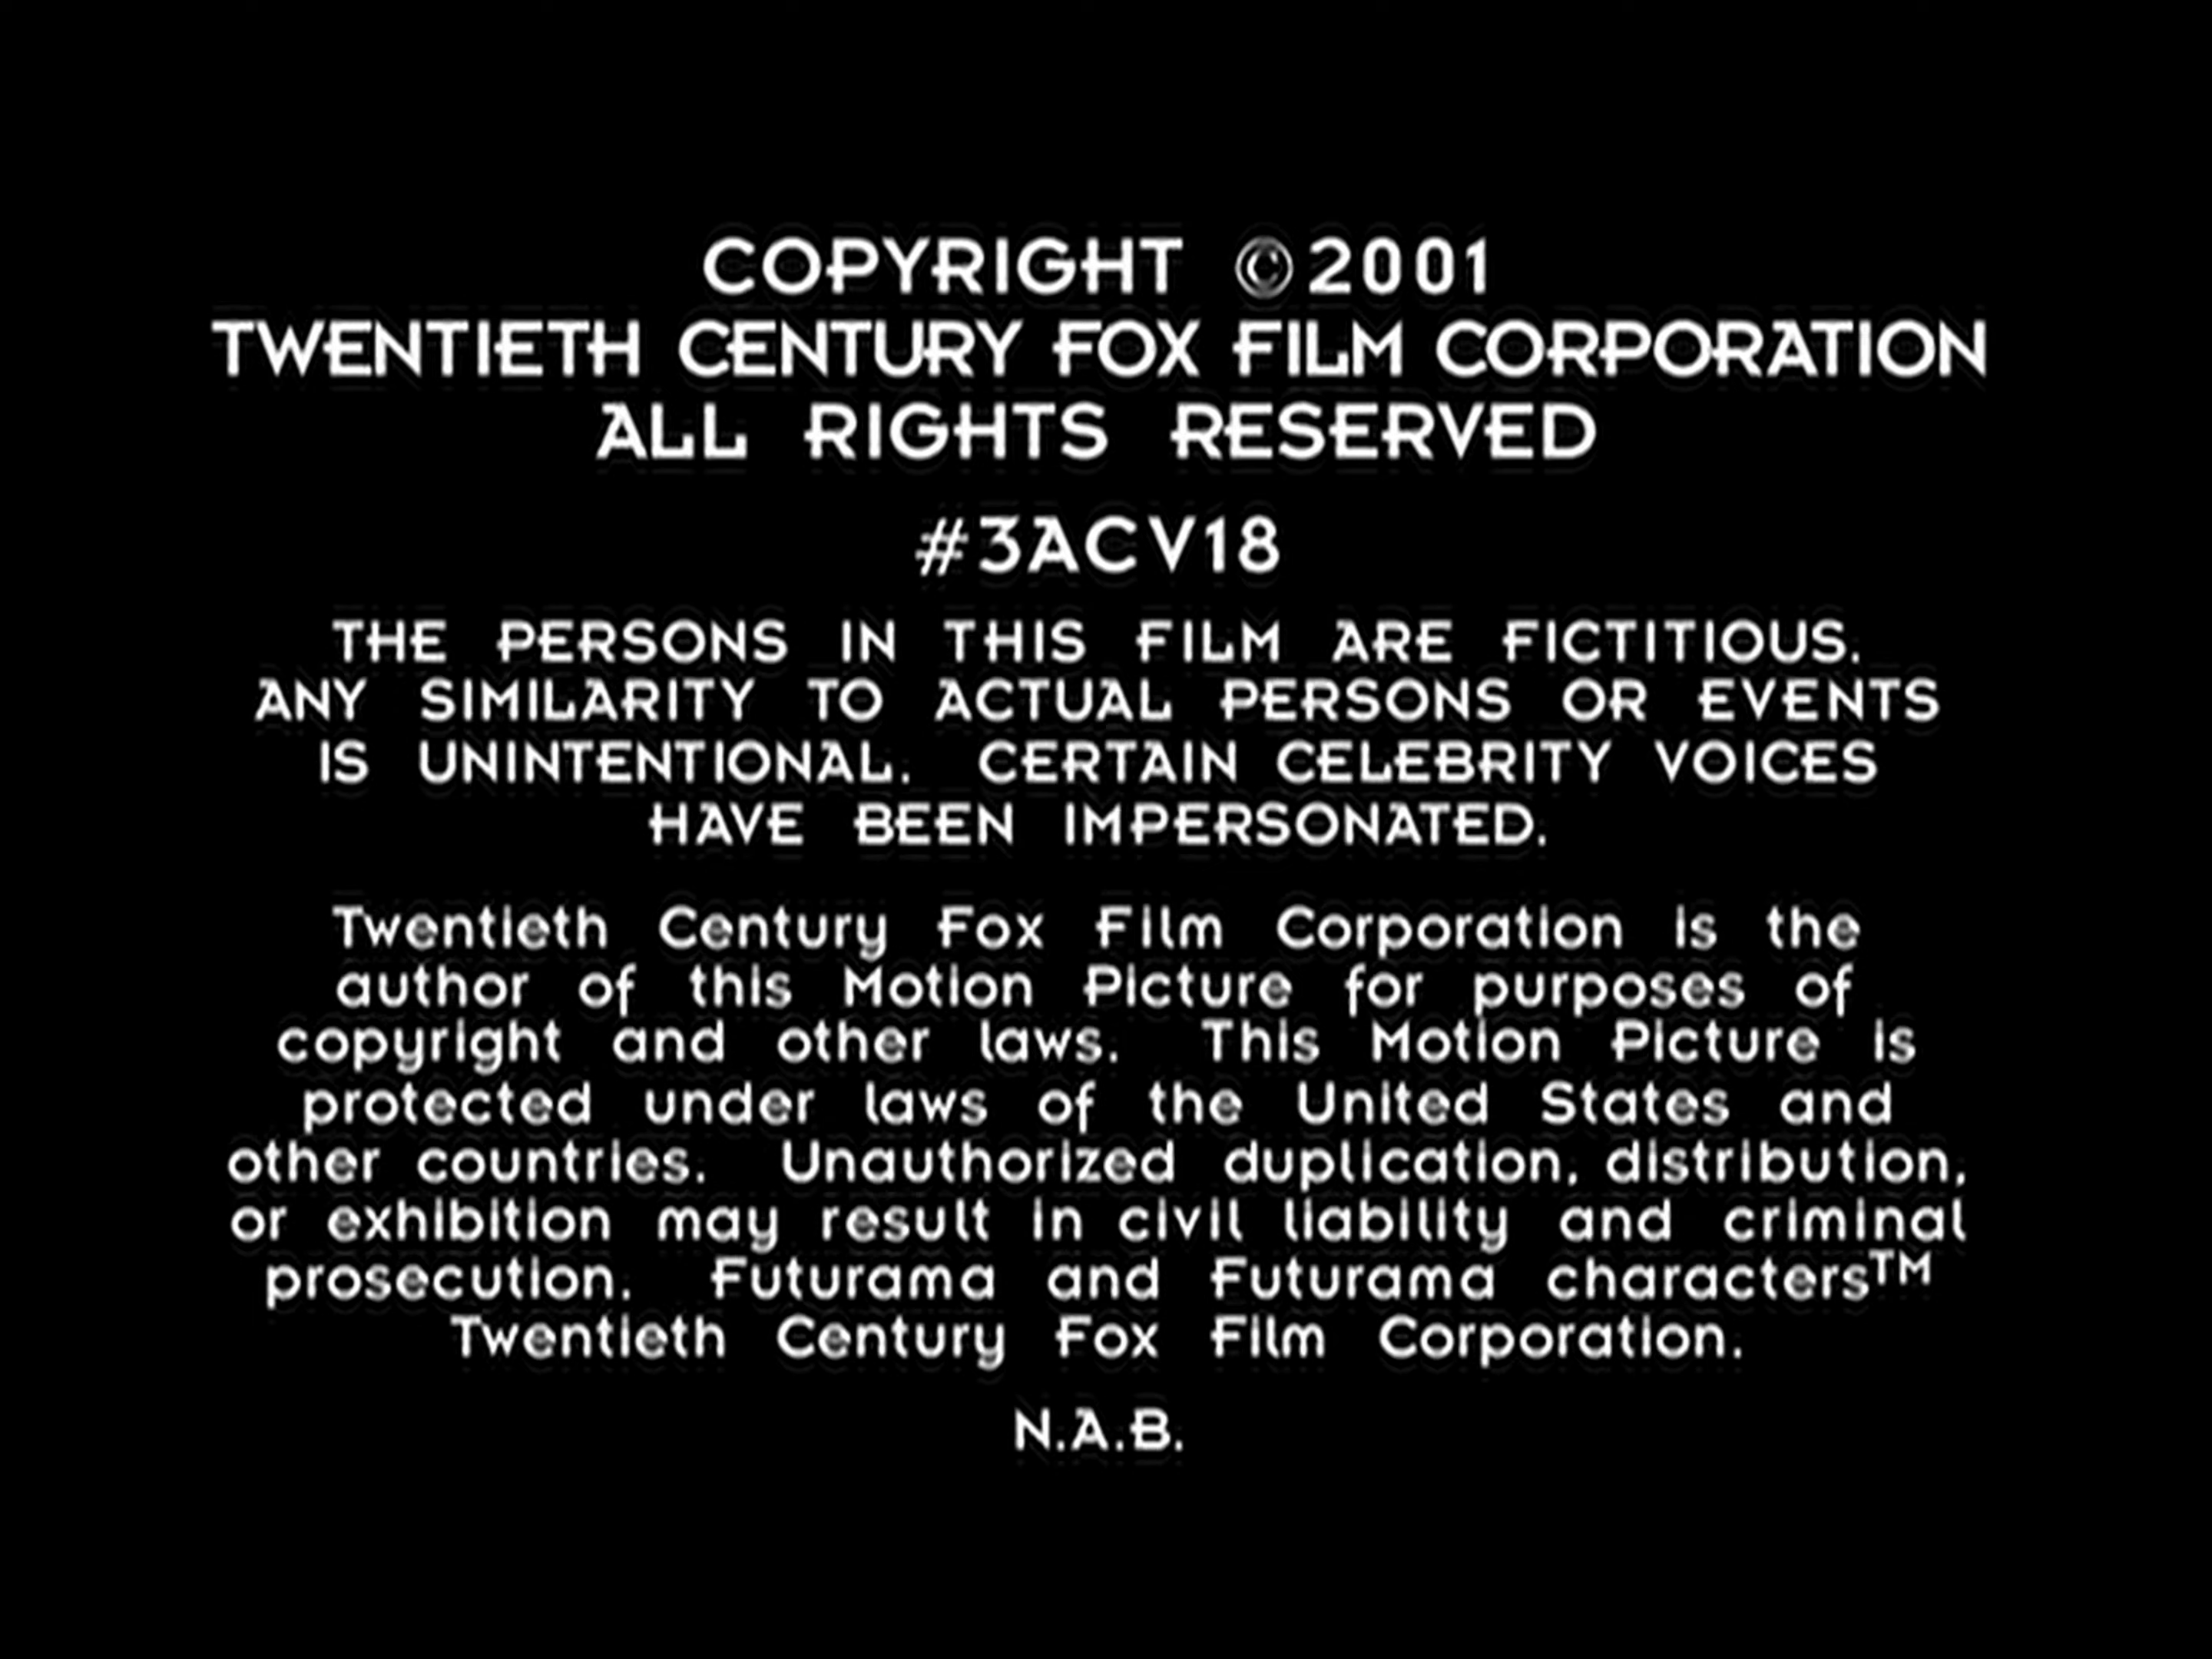 COPYRIGHT ©2001
TWENTIETH CENTURY FOX FILM CORPORATION
ALL RIGHTS RESERVED
#3ACV18
THE PERSONS IN THIS FILM ARE FICTITIOUS.
ANY SIMILARITY TO ACTUAL PERSONS OR EVENTS
IS UNINTENTIONAL. CERTAIN CELEBRITY VOICES
HAVE BEEN IMPERSONATED.
Twentieth Century Fox Film Corporation is the
author of this Motion Picture for purposes of
copyright and other laws. This Motion Picture is
protected under laws of the United States and
other countries. Unauthorized duplication, distribution,
or exhibition may result in civil liability and criminal
prosecution. Futurama and Futurama characters™
Twentieth Century Fox Film Corporation.
N.A.B.